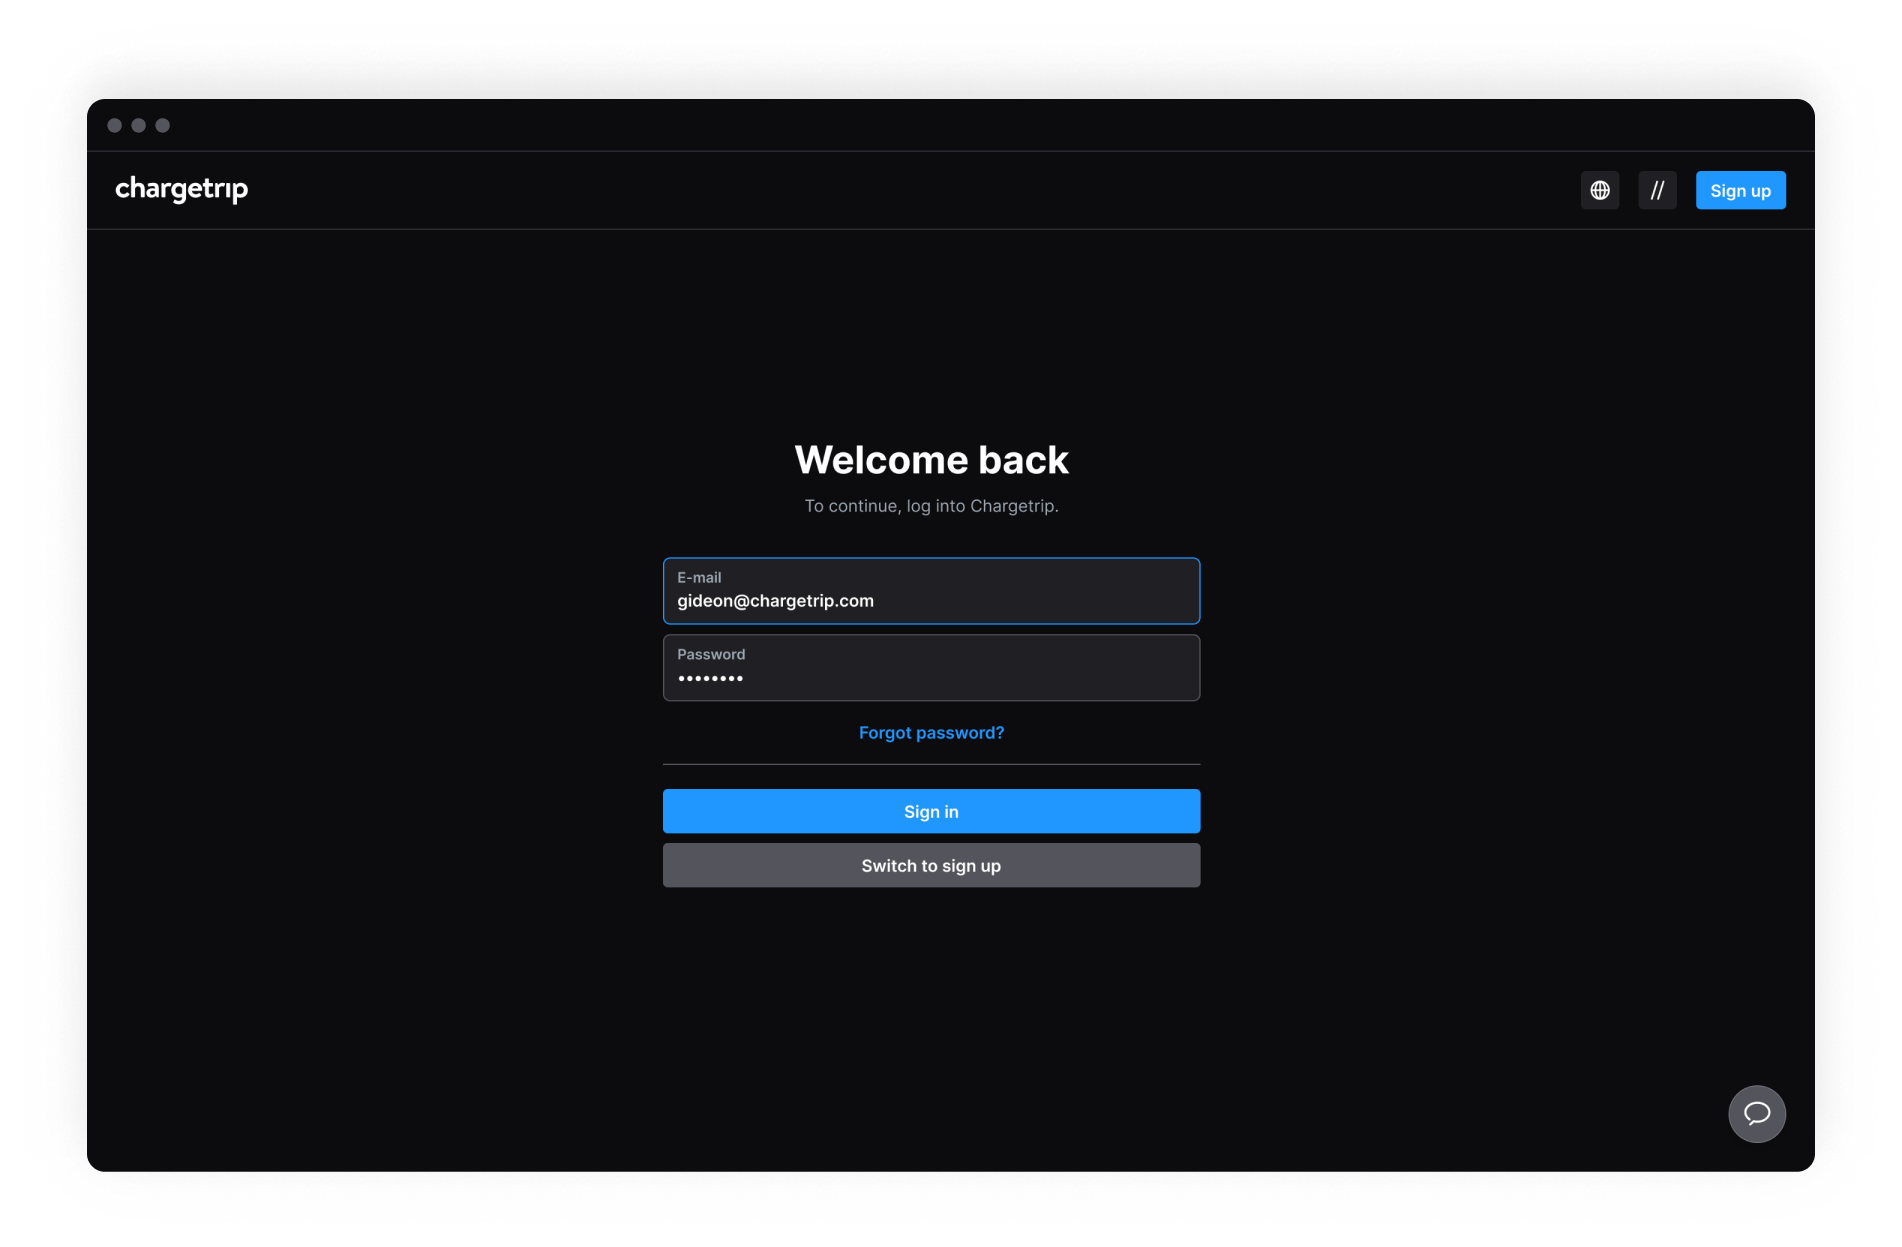 chargetrip
//
Sign up
Welcome back
To continue, log into Chargetrip.
E-mail
gideon@chargetrip.com
Password
••••••••
Forgot password?
Sign in
Switch to sign up